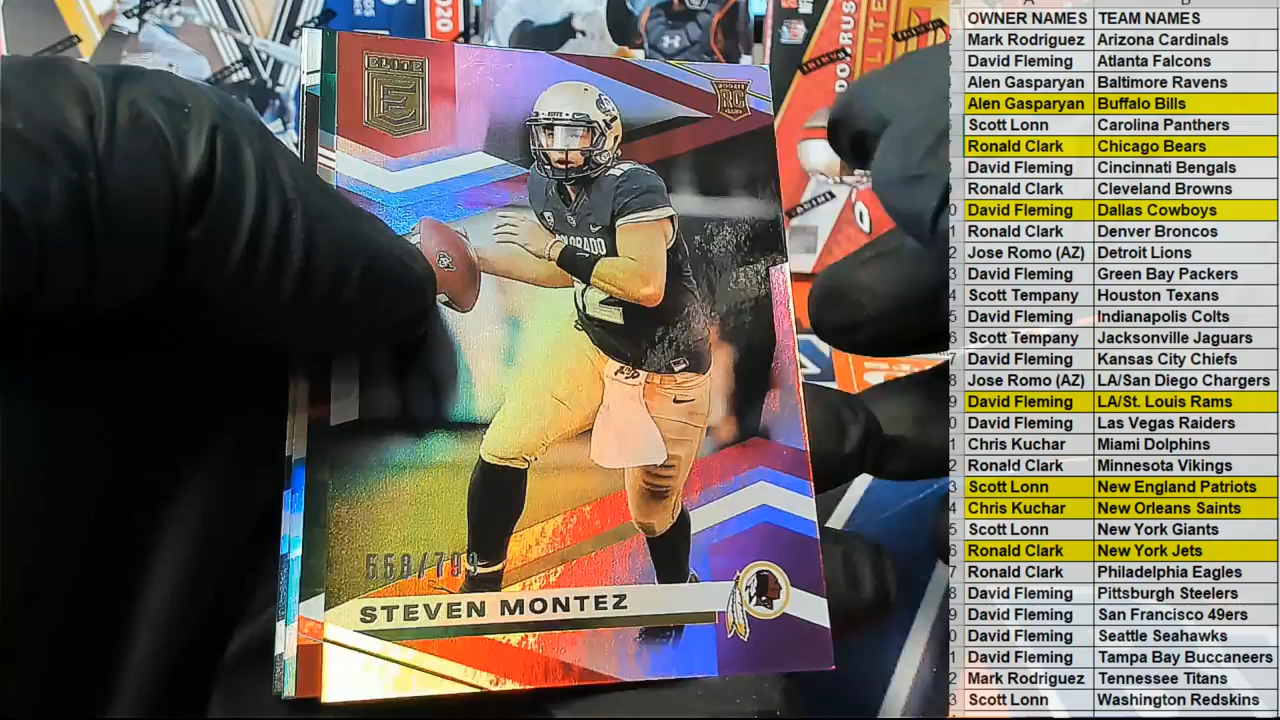 ELITE
E
ROOKIE
RC
COLORADO
12
558/799
STEVEN MONTEZ
2020
DONRUSS
ELITE
PANINI
OWNER NAMES TEAM NAMES
Mark Rodriguez Arizona Cardinals
David Fleming Atlanta Falcons
Alen Gasparyan Baltimore Ravens
Alen Gasparyan Buffalo Bills
Scott Lonn Carolina Panthers
Ronald Clark Chicago Bears
David Fleming Cincinnati Bengals
Ronald Clark Cleveland Browns
David Fleming Dallas Cowboys
Ronald Clark Denver Broncos
Jose Romo (AZ) Detroit Lions
David Fleming Green Bay Packers
Scott Tempany Houston Texans
David Fleming Indianapolis Colts
Scott Tempany Jacksonville Jaguars
David Fleming Kansas City Chiefs
Jose Romo (AZ) LA/San Diego Chargers
David Fleming LA/St. Louis Rams
David Fleming Las Vegas Raiders
Chris Kuchar Miami Dolphins
Ronald Clark Minnesota Vikings
Scott Lonn New England Patriots
Chris Kuchar New Orleans Saints
Scott Lonn New York Giants
Ronald Clark New York Jets
Ronald Clark Philadelphia Eagles
David Fleming Pittsburgh Steelers
David Fleming San Francisco 49ers
David Fleming Seattle Seahawks
David Fleming Tampa Bay Buccaneers
Mark Rodriguez Tennessee Titans
Scott Lonn Washington Redskins